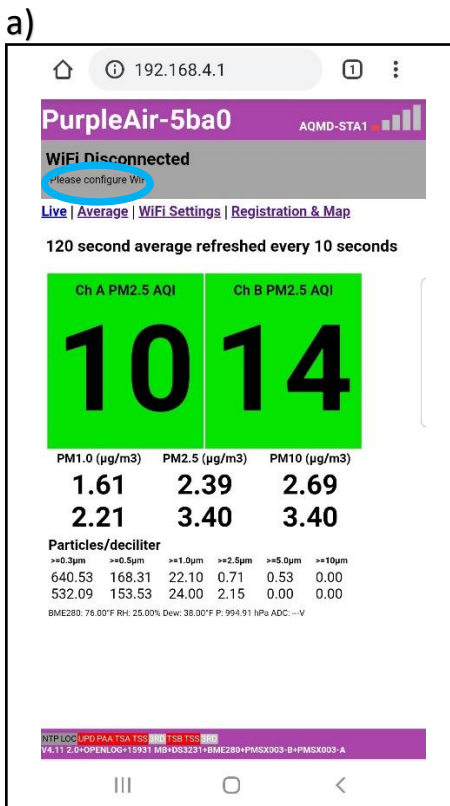 a)
192.168.4.1
1
PurpleAir-5ba0 AQMD-STA1
WiFi Disconnected
Please configure WiFi
Live | Average | WiFi Settings | Registration & Map
120 second average refreshed every 10 seconds
Ch A PM2.5 AQI Ch B PM2.5 AQI
10 14
PM1.0 (µg/m3) PM2.5 (µg/m3) PM10 (µg/m3)
1.61 2.39 2.69
2.21 3.40 3.40
Particles/deciliter
>=0.3µm >=0.5µm >=1.0µm >=2.5µm >=5.0µm >=10µm
640.53 168.31 22.10 0.71 0.53 0.00
532.09 153.53 24.00 2.15 0.00 0.00
BME280: 76.00°F RH: 25.00% Dew: 38.00°F P: 994.91 hPa ADC: ---V
NTP LOC UPD PAA TSA TSS 3RD TSB TSS 3RD
V4.11 2.0+OPENLOG+15931 MB+DS3231+BME280+PMSX003-B+PMSX003-A